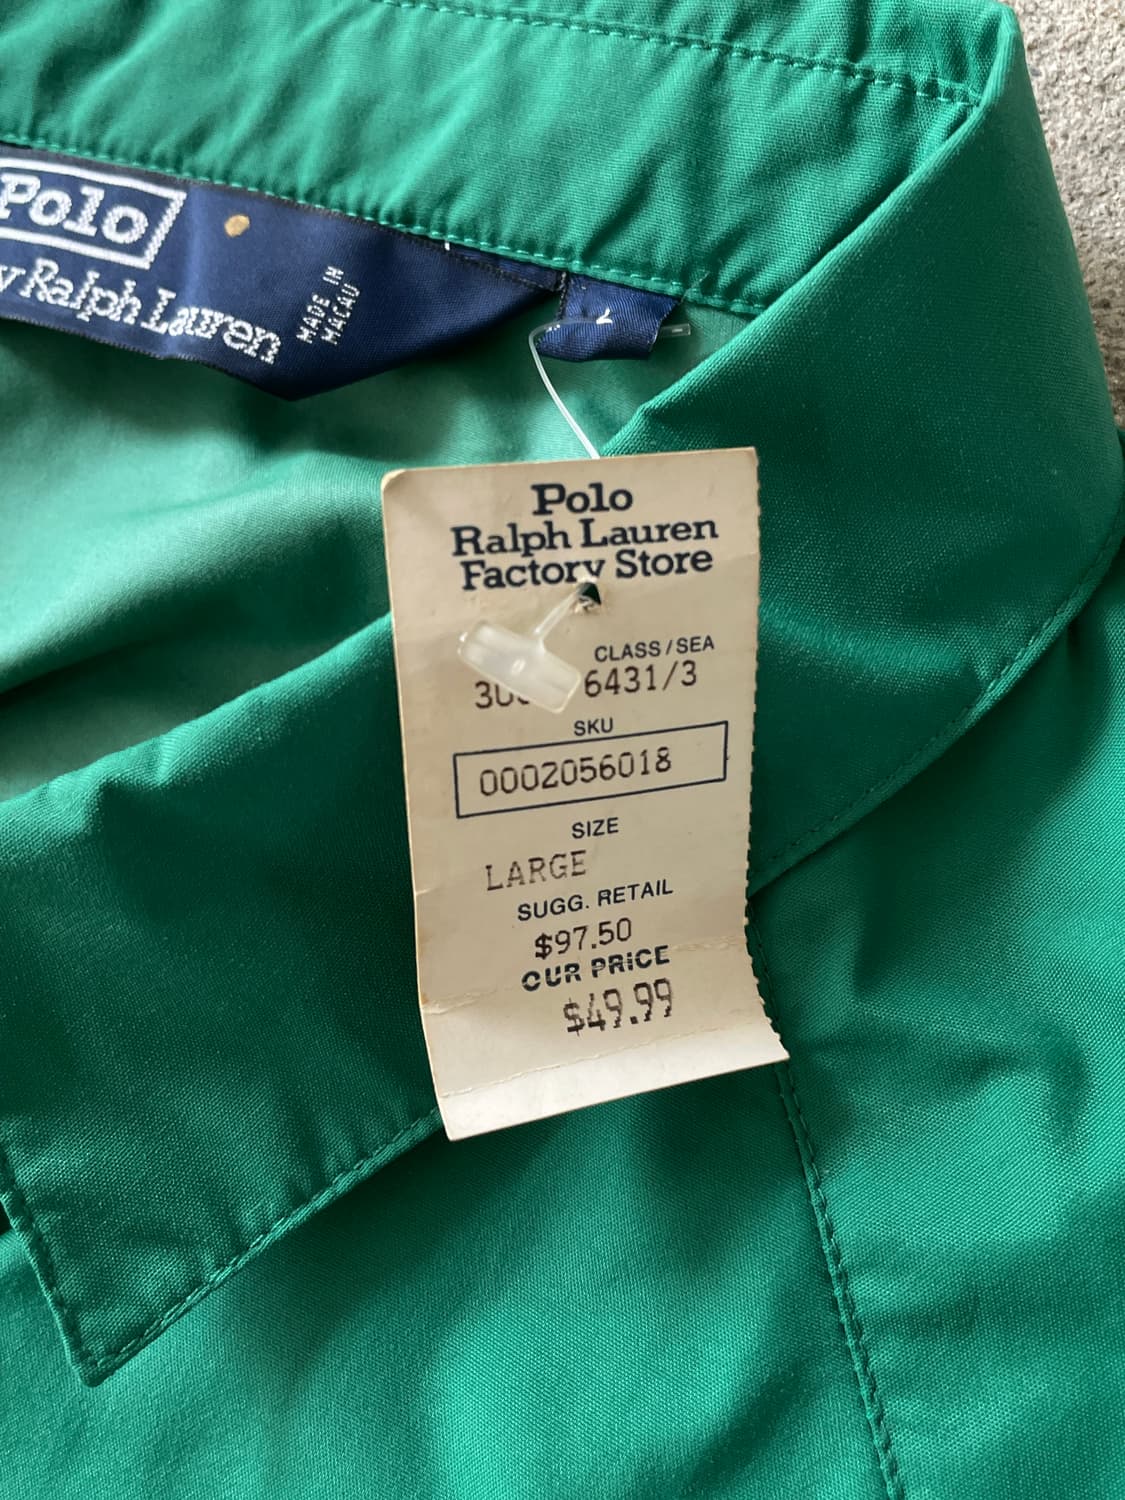 Polo
y Ralph Lauren
MADE IN
MACAU
Polo
Ralph Lauren
Factory Store
CLASS/SEA
6431/3
SKU
0002056018
SIZE
LARGE
SUGG. RETAIL
$97.50
OUR PRICE
$49.99